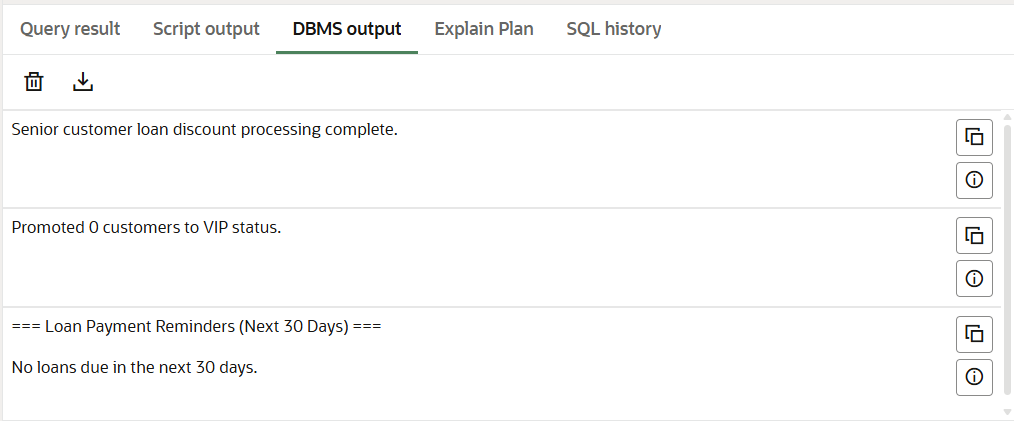 Query result Script output DBMS output Explain Plan SQL history
Senior customer loan discount processing complete.
Promoted 0 customers to VIP status.
=== Loan Payment Reminders (Next 30 Days) ===
No loans due in the next 30 days.